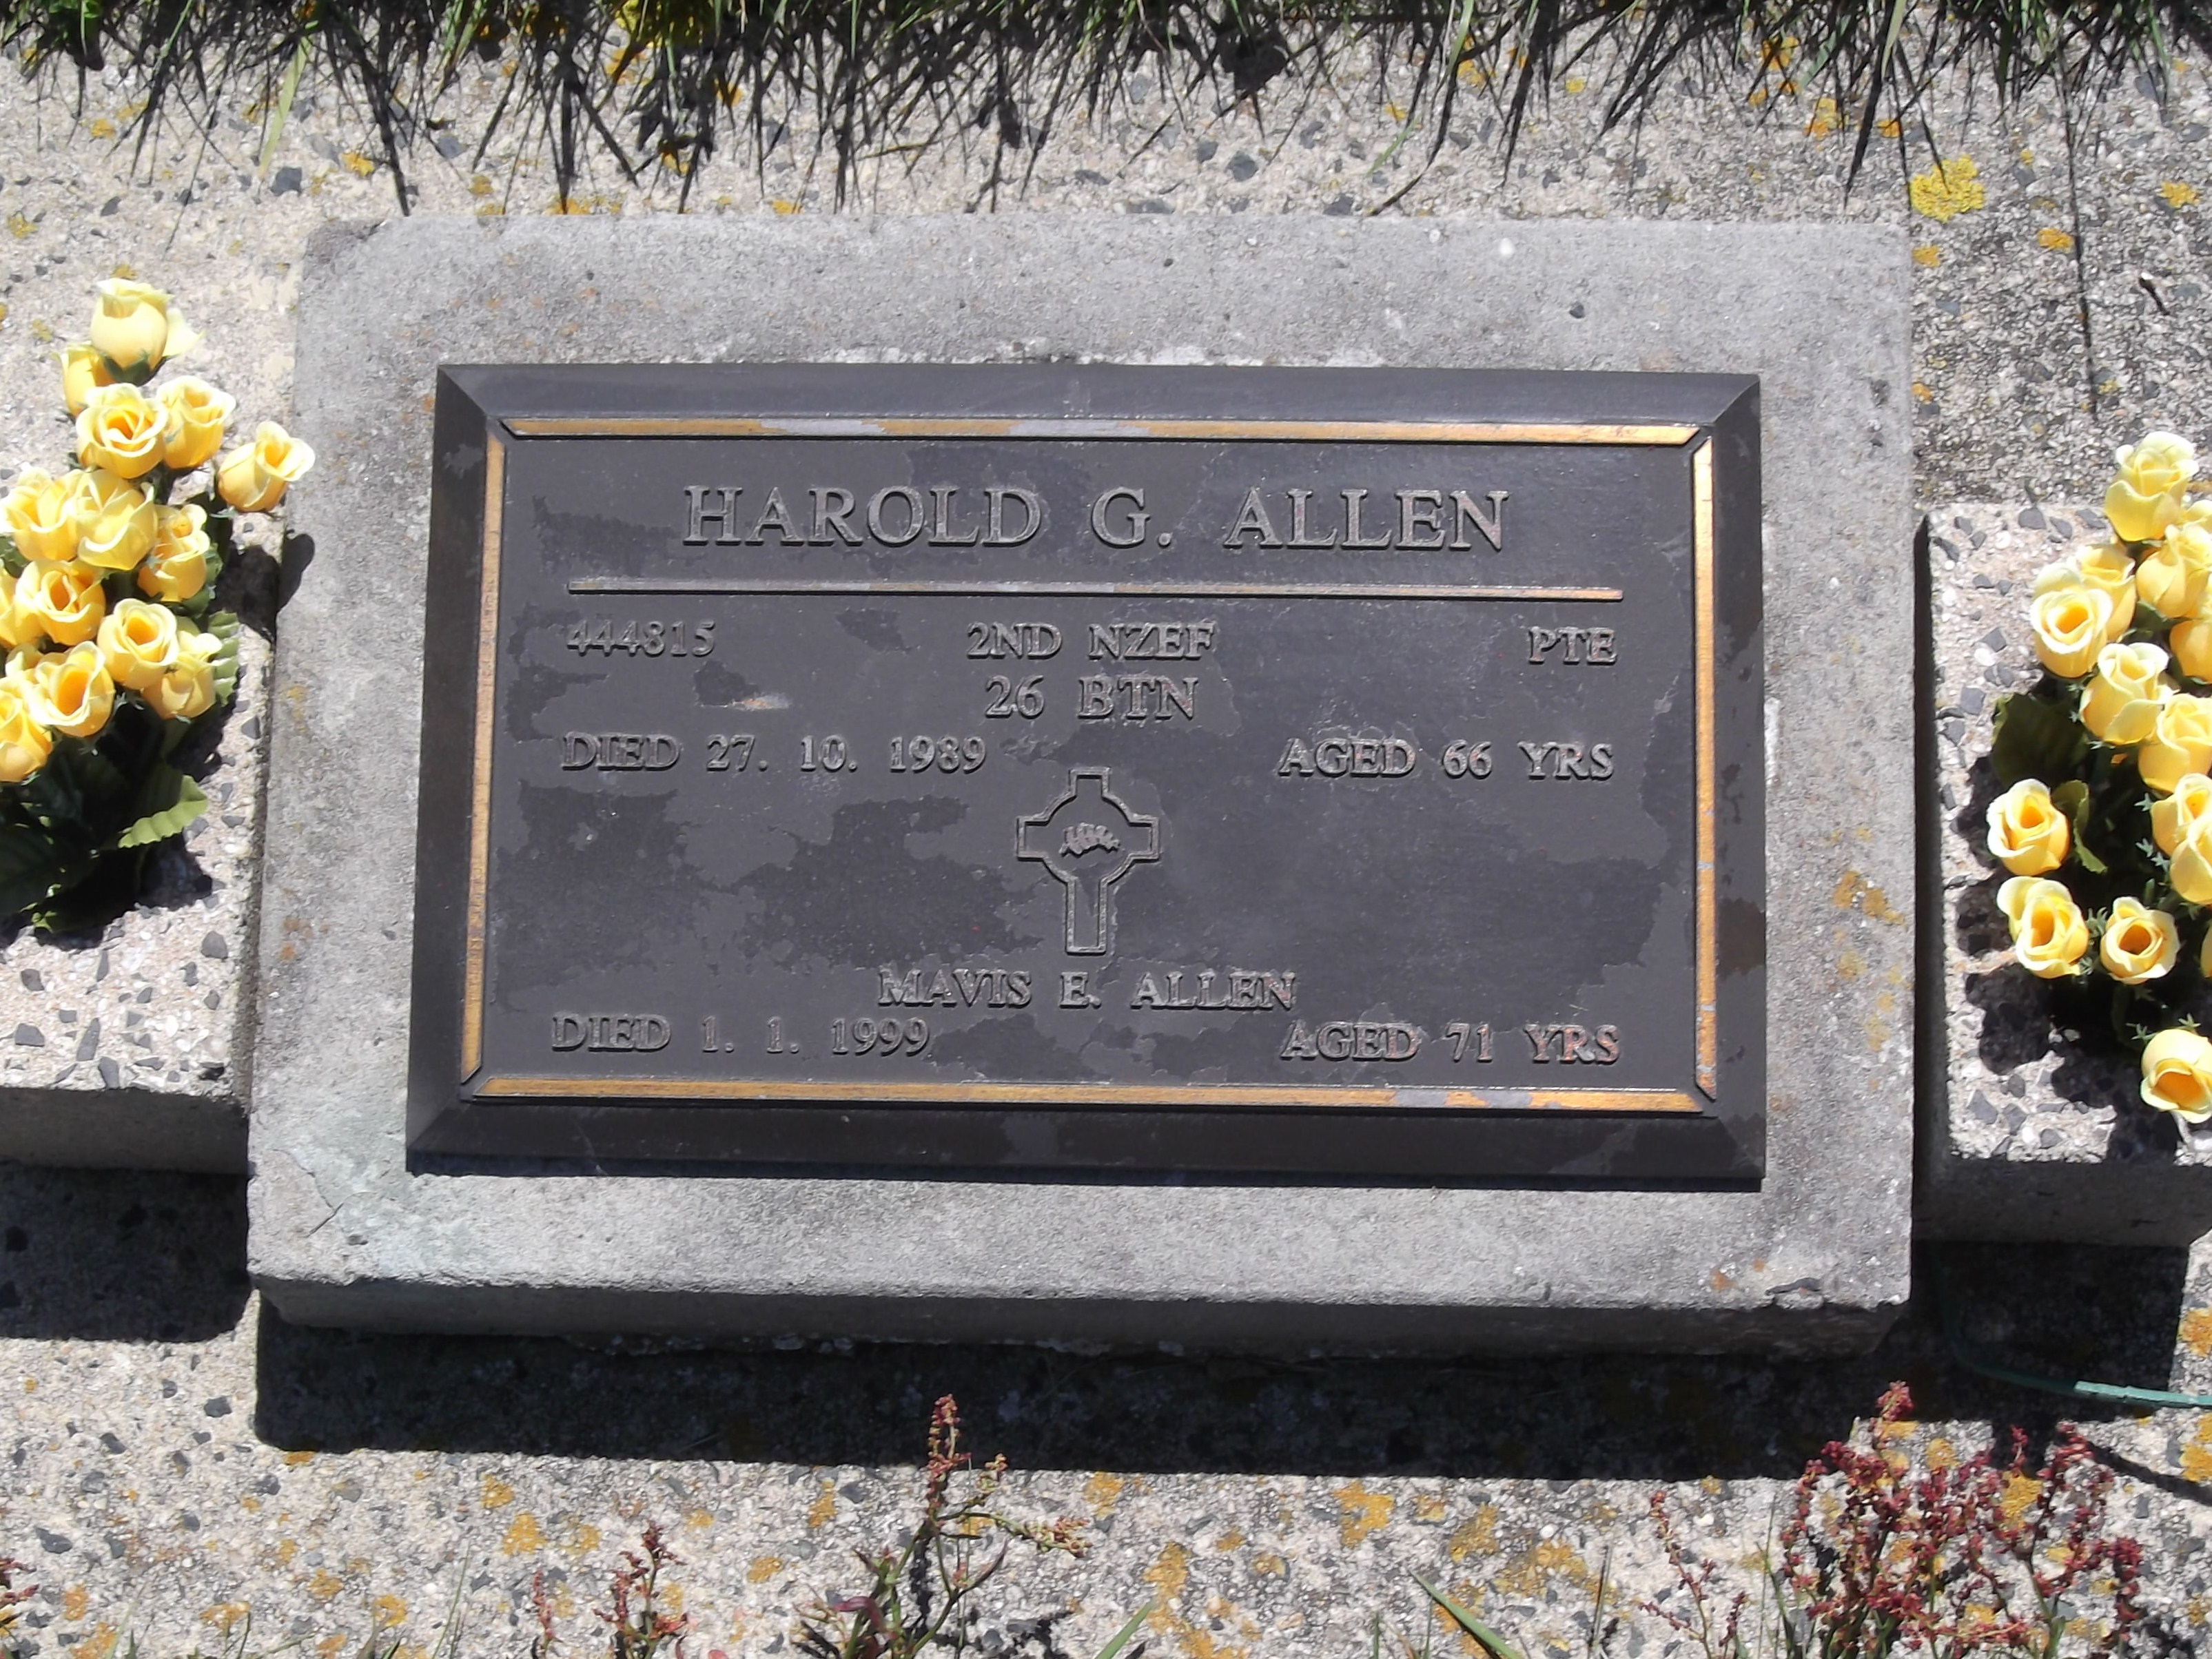 HAROLD G. ALLEN
444815 2ND NZEF PTE
26 BTN
DIED 27. 10. 1989 AGED 66 YRS
MAVIS E. ALLEN
DIED 1. 1. 1999 AGED 71 YRS